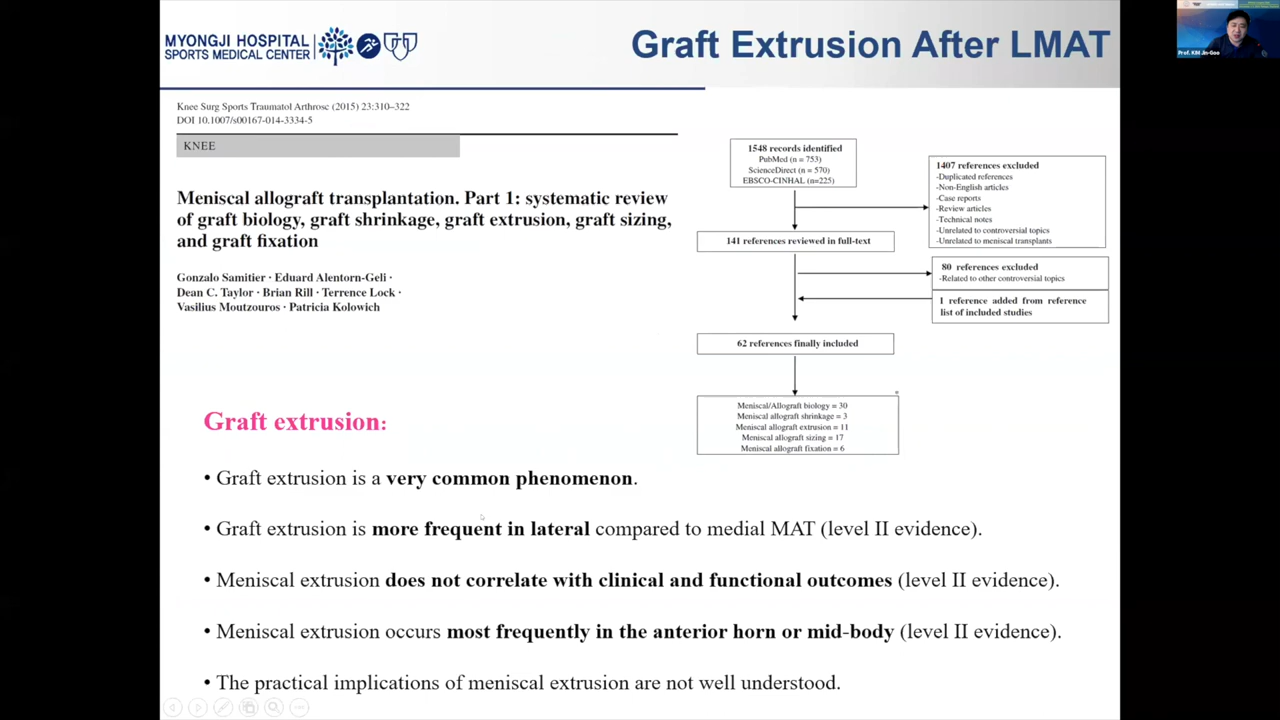 MYONGJI HOSPITAL
SPORTS MEDICAL CENTER
Graft Extrusion After LMAT
Prof. KIM Jin-Goo
Knee Surg Sports Traumatol Arthrosc (2015) 23:310–322
DOI 10.1007/s00167-014-3334-5
KNEE
Meniscal allograft transplantation. Part 1: systematic review
of graft biology, graft shrinkage, graft extrusion, graft sizing,
and graft fixation
Gonzalo Samitier · Eduard Alentorn-Geli ·
Dean C. Taylor · Brian Rill · Terrence Lock ·
Vasilius Moutzouros · Patricia Kolowich
1548 records identified
PubMed (n = 753)
ScienceDirect (n = 570)
EBSCO-CINHAL (n=225)
1407 references excluded
-Duplicated references
-Non-English articles
-Case reports
-Review articles
-Technical notes
-Unrelated to controversial topics
-Unrelated to meniscal transplants
141 references reviewed in full-text
80 references excluded
-Related to other controversial topics
1 reference added from reference
list of included studies
62 references finally included
Meniscal/Allograft biology = 30
Meniscal allograft shrinkage = 3
Meniscal allograft extrusion = 11
Meniscal allograft sizing = 17
Meniscal allograft fixation = 6
Graft extrusion:
• Graft extrusion is a very common phenomenon.
• Graft extrusion is more frequent in lateral compared to medial MAT (level II evidence).
• Meniscal extrusion does not correlate with clinical and functional outcomes (level II evidence).
• Meniscal extrusion occurs most frequently in the anterior horn or mid-body (level II evidence).
• The practical implications of meniscal extrusion are not well understood.